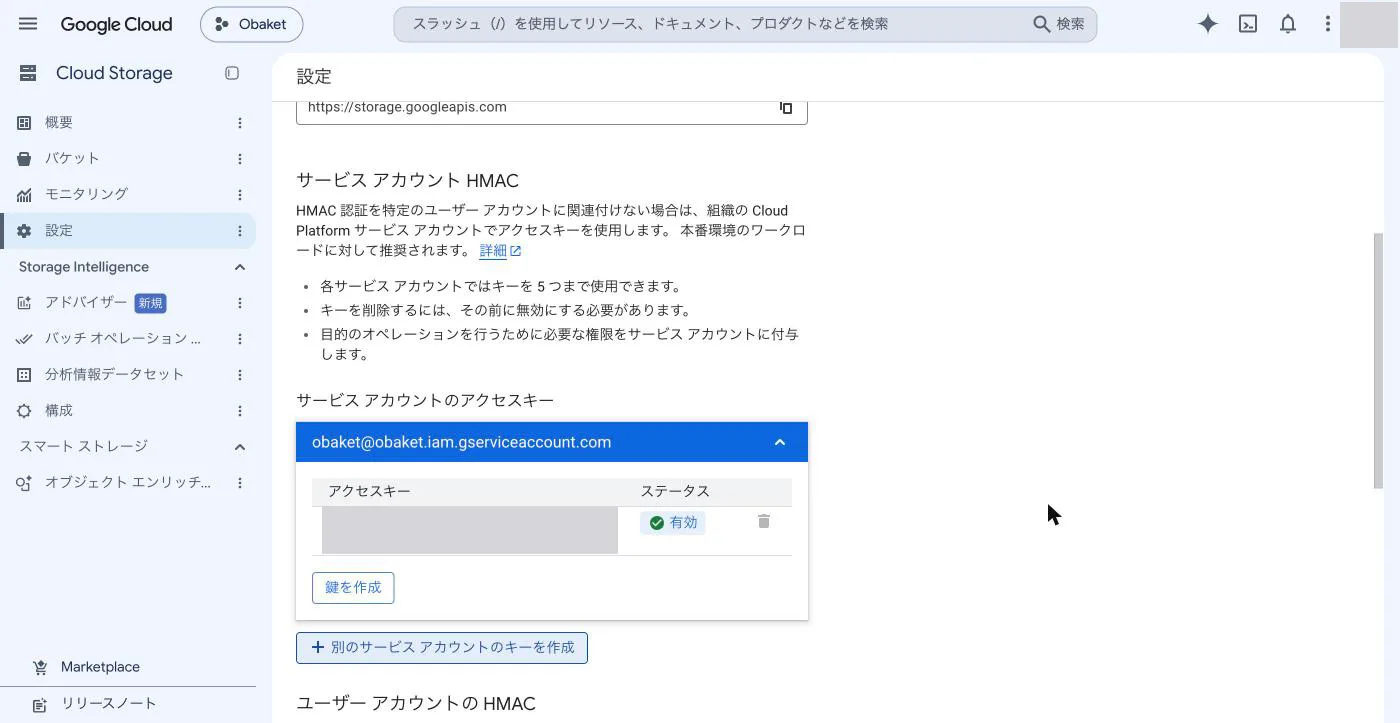 Google Cloud
Obaket
スラッシュ（/）を使用してリソース、ドキュメント、プロダクトなどを検索
検索
Cloud Storage
概要
バケット
モニタリング
設定
Storage Intelligence
アドバイザー 新規
バッチ オペレーション ...
分析情報データセット
構成
スマート ストレージ
オブジェクト エンリッチ...
Marketplace
リリースノート
設定
https://storage.googleapis.com
サービス アカウント HMAC
HMAC 認証を特定のユーザー アカウントに関連付けない場合は、組織の Cloud
Platform サービス アカウントでアクセスキーを使用します。 本番環境のワークロ
ードに対して推奨されます。 詳細
• 各サービス アカウントではキーを 5 つまで使用できます。
• キーを削除するには、その前に無効にする必要があります。
• 目的のオペレーションを行うために必要な権限をサービス アカウントに付与
します。
サービス アカウントのアクセスキー
obaket@obaket.iam.gserviceaccount.com
アクセスキー ステータス
有効
鍵を作成
+ 別のサービス アカウントのキーを作成
ユーザー アカウントの HMAC